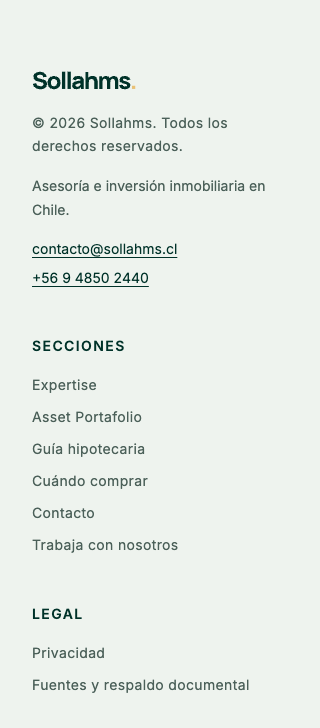 Sollahms.
© 2026 Sollahms. Todos los
derechos reservados.
Asesoría e inversión inmobiliaria en
Chile.
contacto@sollahms.cl
+56 9 4850 2440
SECCIONES
Expertise
Asset Portafolio
Guía hipotecaria
Cuándo comprar
Contacto
Trabaja con nosotros
LEGAL
Privacidad
Fuentes y respaldo documental